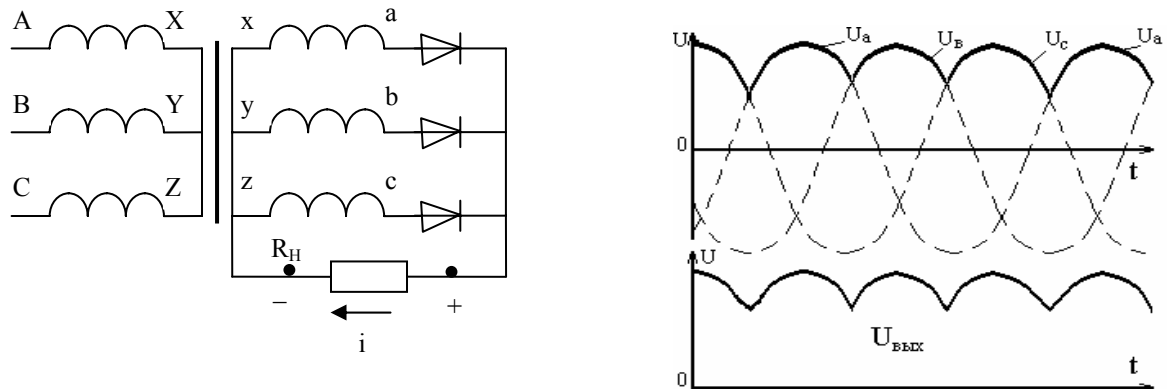 A X x a
B Y y b
C Z z c
R_H
– +
i
U U_a U_в U_c U_a
0
t
U
U_вых
0 t